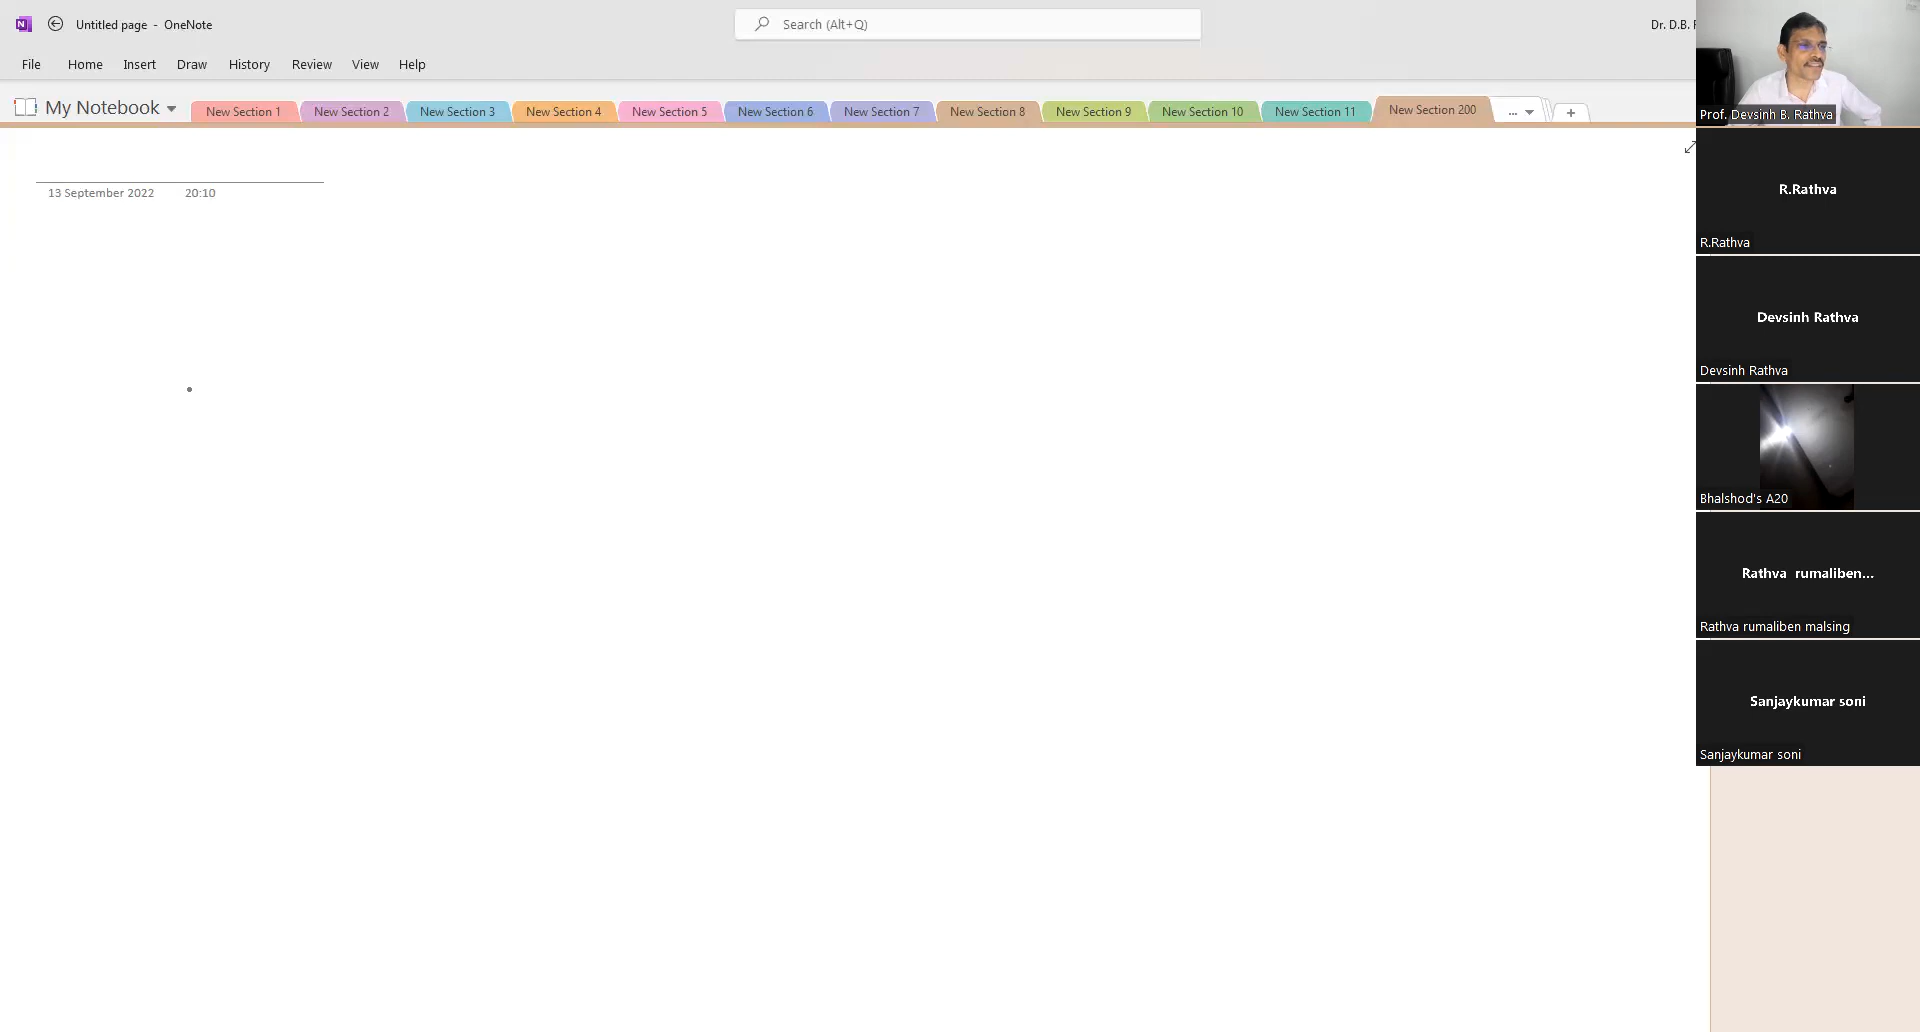 Untitled page - OneNote
Search (Alt+Q)
Dr. D.B.
File Home Insert Draw History Review View Help
My Notebook
New Section 1 New Section 2 New Section 3 New Section 4 New Section 5 New Section 6 New Section 7 New Section 8 New Section 9 New Section 10 New Section 11 New Section 200 ...
13 September 2022 20:10
Prof. Devsinh B. Rathva
R.Rathva
R.Rathva
Devsinh Rathva
Devsinh Rathva
Bhalshod's A20
Rathva rumaliben...
Rathva rumaliben malsing
Sanjaykumar soni
Sanjaykumar soni